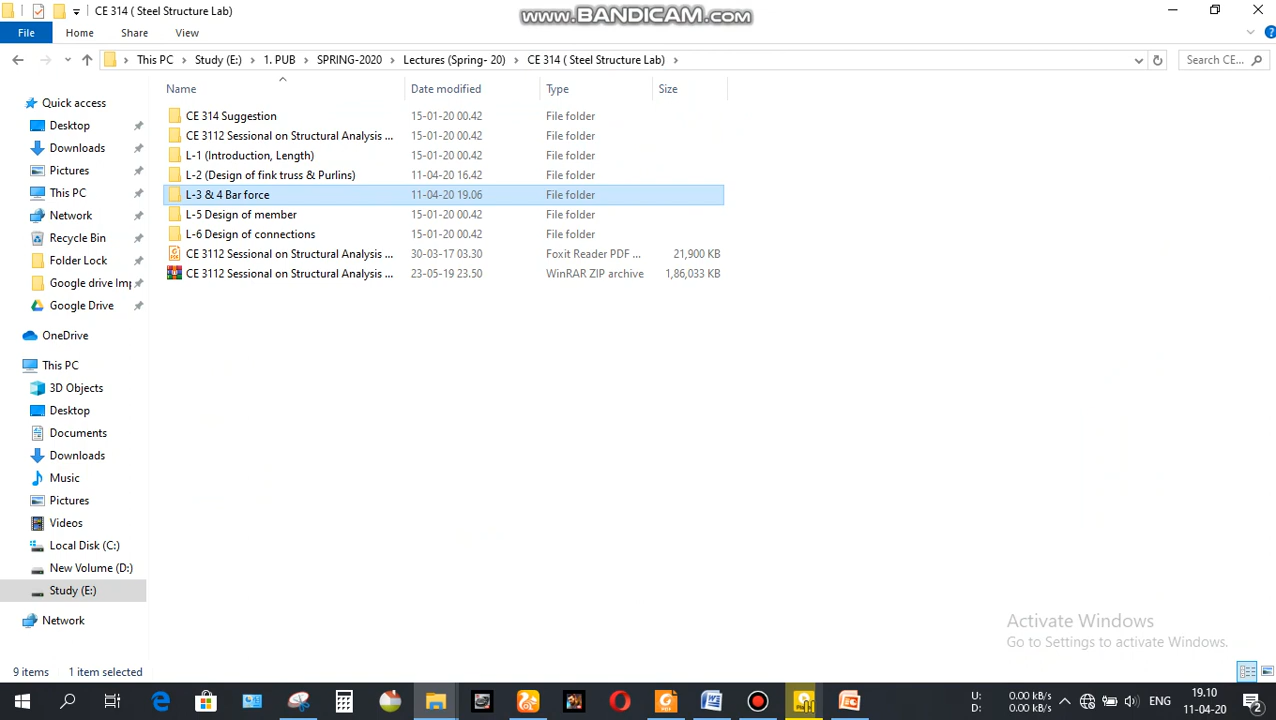 CE 314 ( Steel Structure Lab)
www.BANDICAM.com
File Home Share View
This PC Study (E:) 1. PUB SPRING-2020 Lectures (Spring- 20) CE 314 ( Steel Structure Lab)
Search CE...
Name Date modified Type Size
CE 314 Suggestion 15-01-20 00.42 File folder
CE 3112 Sessional on Structural Analysis ... 15-01-20 00.42 File folder
L-1 (Introduction, Length) 15-01-20 00.42 File folder
L-2 (Design of fink truss & Purlins) 11-04-20 16.42 File folder
L-3 & 4 Bar force 11-04-20 19.06 File folder
L-5 Design of member 15-01-20 00.42 File folder
L-6 Design of connections 15-01-20 00.42 File folder
CE 3112 Sessional on Structural Analysis ... 30-03-17 03.30 Foxit Reader PDF ... 21,900 KB
CE 3112 Sessional on Structural Analysis ... 23-05-19 23.50 WinRAR ZIP archive 1,86,033 KB
Quick access
Desktop
Downloads
Pictures
This PC
Network
Recycle Bin
Folder Lock
Google drive Imp
Google Drive
OneDrive
This PC
3D Objects
Desktop
Documents
Downloads
Music
Pictures
Videos
Local Disk (C:)
New Volume (D:)
Study (E:)
Network
Activate Windows
Go to Settings to activate Windows.
9 items 1 item selected
U: 0.00 kB/s
D: 0.00 kB/s
ENG
19.10
11-04-20
2